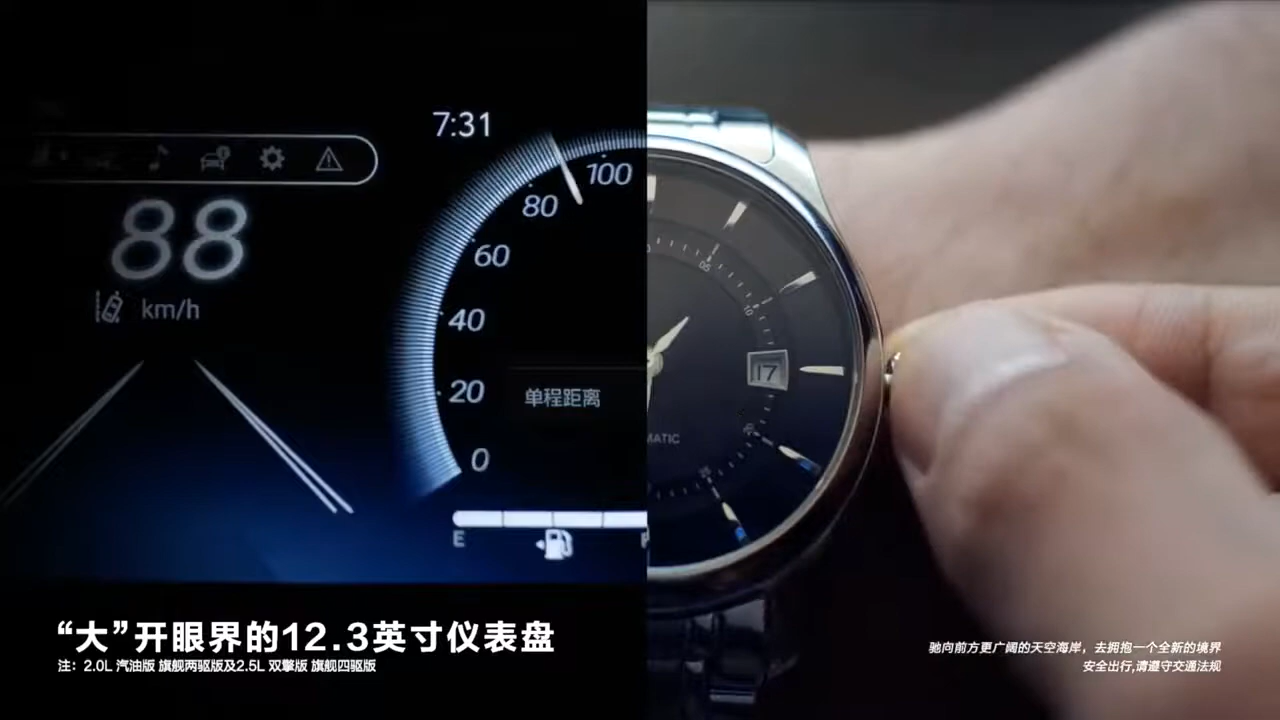 7:31
88
km/h
100
80
60
40
20
0
单程距离
E
05
10
17
MATIC
“大”开眼界的12.3英寸仪表盘
注：2.0L 汽油版 旗舰两驱版及2.5L 双擎版 旗舰四驱版
驰向前方更广阔的天空海岸，去拥抱一个全新的境界
安全出行,请遵守交通法规